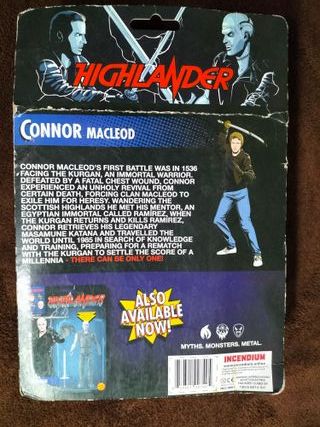 HIGHLANDER
CONNOR MACLEOD
CONNOR MACLEOD'S FIRST BATTLE WAS IN 1536
FACING THE KURGAN, AN IMMORTAL WARRIOR.
DEFEATED BY A FATAL CHEST WOUND, CONNOR
EXPERIENCED AN UNHOLY REVIVAL FROM
CERTAIN DEATH, FORCING CLAN MACLEOD TO
EXILE HIM FOR HERESY. WANDERING THE
SCOTTISH HIGHLANDS HE MET HIS MENTOR, AN
EGYPTIAN IMMORTAL CALLED RAMÍREZ, WHEN
THE KURGAN RETURNS AND KILLS RAMIREZ,
CONNOR RETRIEVES HIS LEGENDARY
MASAMUNE KATANA AND TRAVELLED THE
WORLD UNTIL 1985 IN SEARCH OF KNOWLEDGE
AND TRAINING, PREPARING FOR A REMATCH
WITH THE KURGAN TO SETTLE THE SCORE OF A
MILLENNIA - THERE CAN BE ONLY ONE!
HIGHLANDER
ALSO
AVAILABLE
NOW!
MYTHS. MONSTERS. METAL.
INCENDIUM